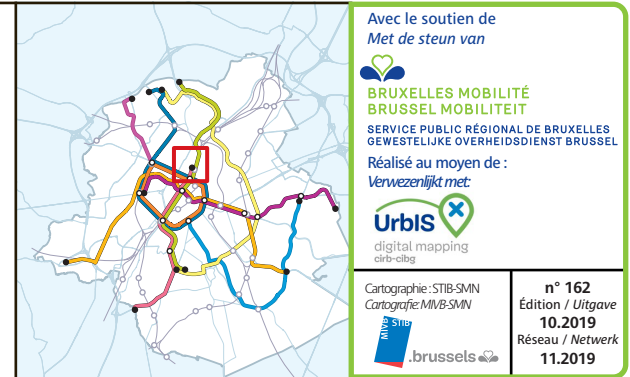 Avec le soutien de
Met de steun van
BRUXELLES MOBILITÉ
BRUSSEL MOBILITEIT
SERVICE PUBLIC RÉGIONAL DE BRUXELLES
GEWESTELIJKE OVERHEIDSDIENST BRUSSEL
Réalisé au moyen de :
Verwezenlijkt met:
UrbIS
digital mapping
cirb-cibg
Cartographie : STIB-SMN
Cartografie: MIVB-SMN
MIVB STIB
.brussels
n° 162
Édition / Uitgave
10.2019
Réseau / Netwerk
11.2019